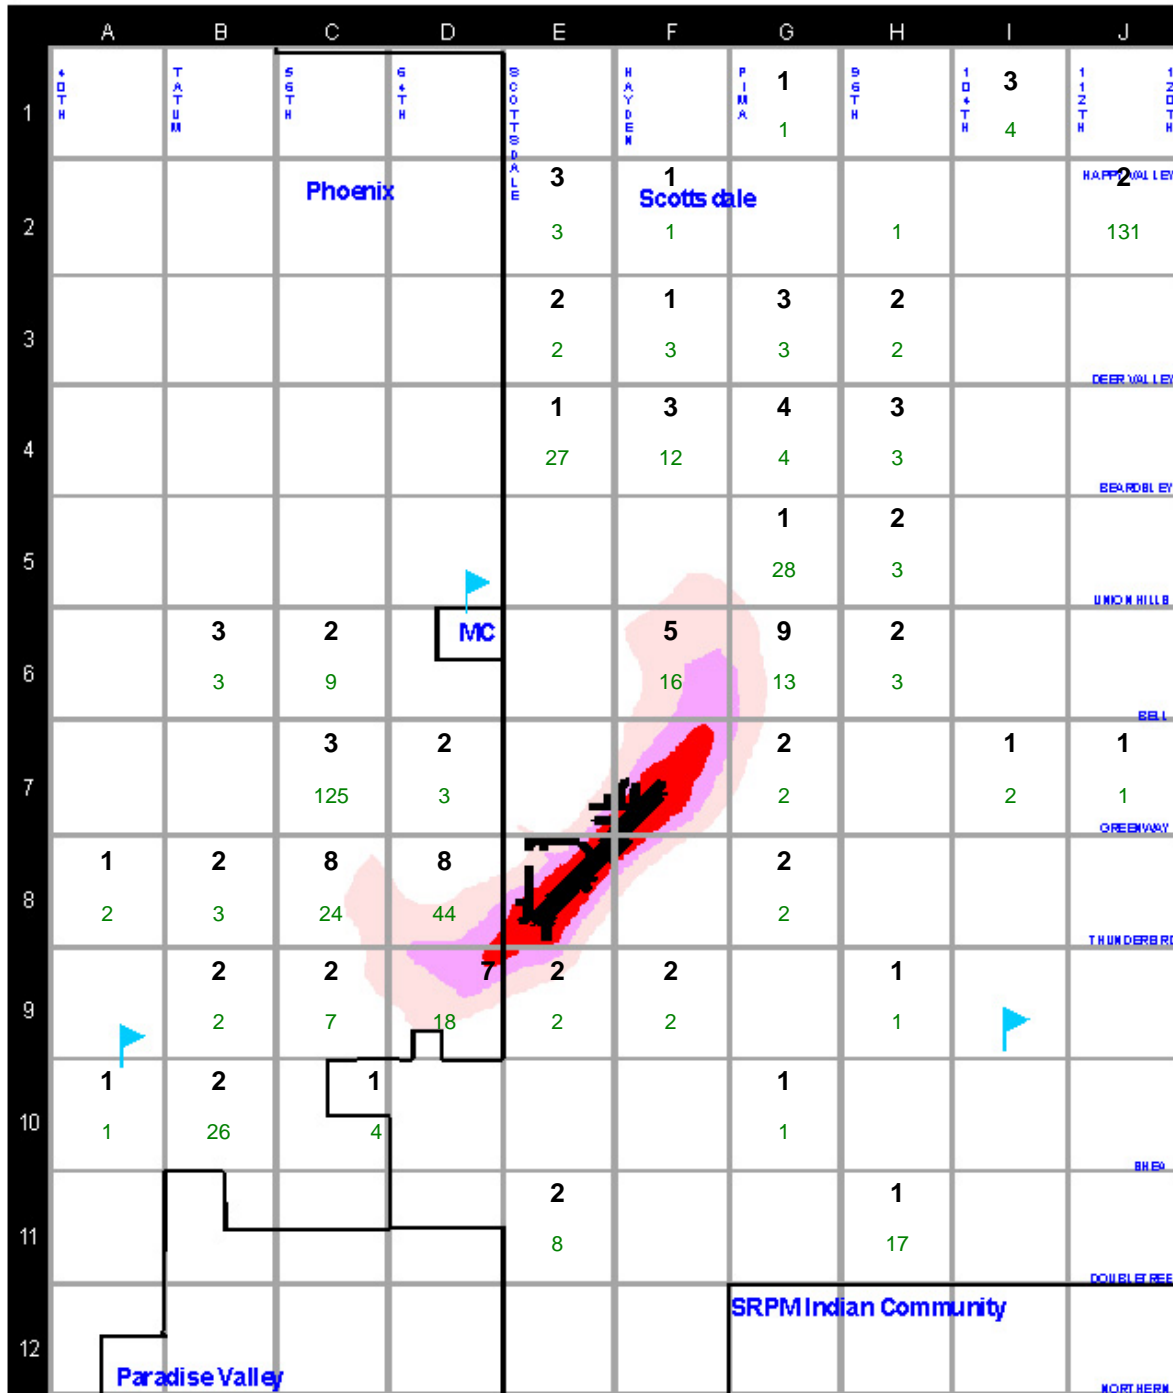 A B C D E F G H I J
40TH TATUM 56TH 64TH SCOTTSDALE HAYDEN PIMA 96TH 104TH 112TH 120TH
1 1 3
1 4
HAPPY VALLEY
Phoenix 3 1 2
Scottsdale
2 3 1 1 131
2 1 3 2
3 2 3 3 2
DEER VALLEY
1 3 4 3
4 27 12 4 3
BEARDSLEY
1 2
5 28 3
UNION HILLS
3 2 MC 5 9 2
6 3 9 16 13 3
BELL
3 2 2 1 1
7 125 3 2 2 1
GREENWAY
1 2 8 8 2
8 2 3 24 44 2
THUNDERBIRD
2 2 7 2 2 1
9 2 7 18 2 2 1
1 2 1 1
10 1 26 4 1
SHEA
2 1
11 8 17
DOUBLETREE
SRPM Indian Community
12
Paradise Valley
NORTHERN